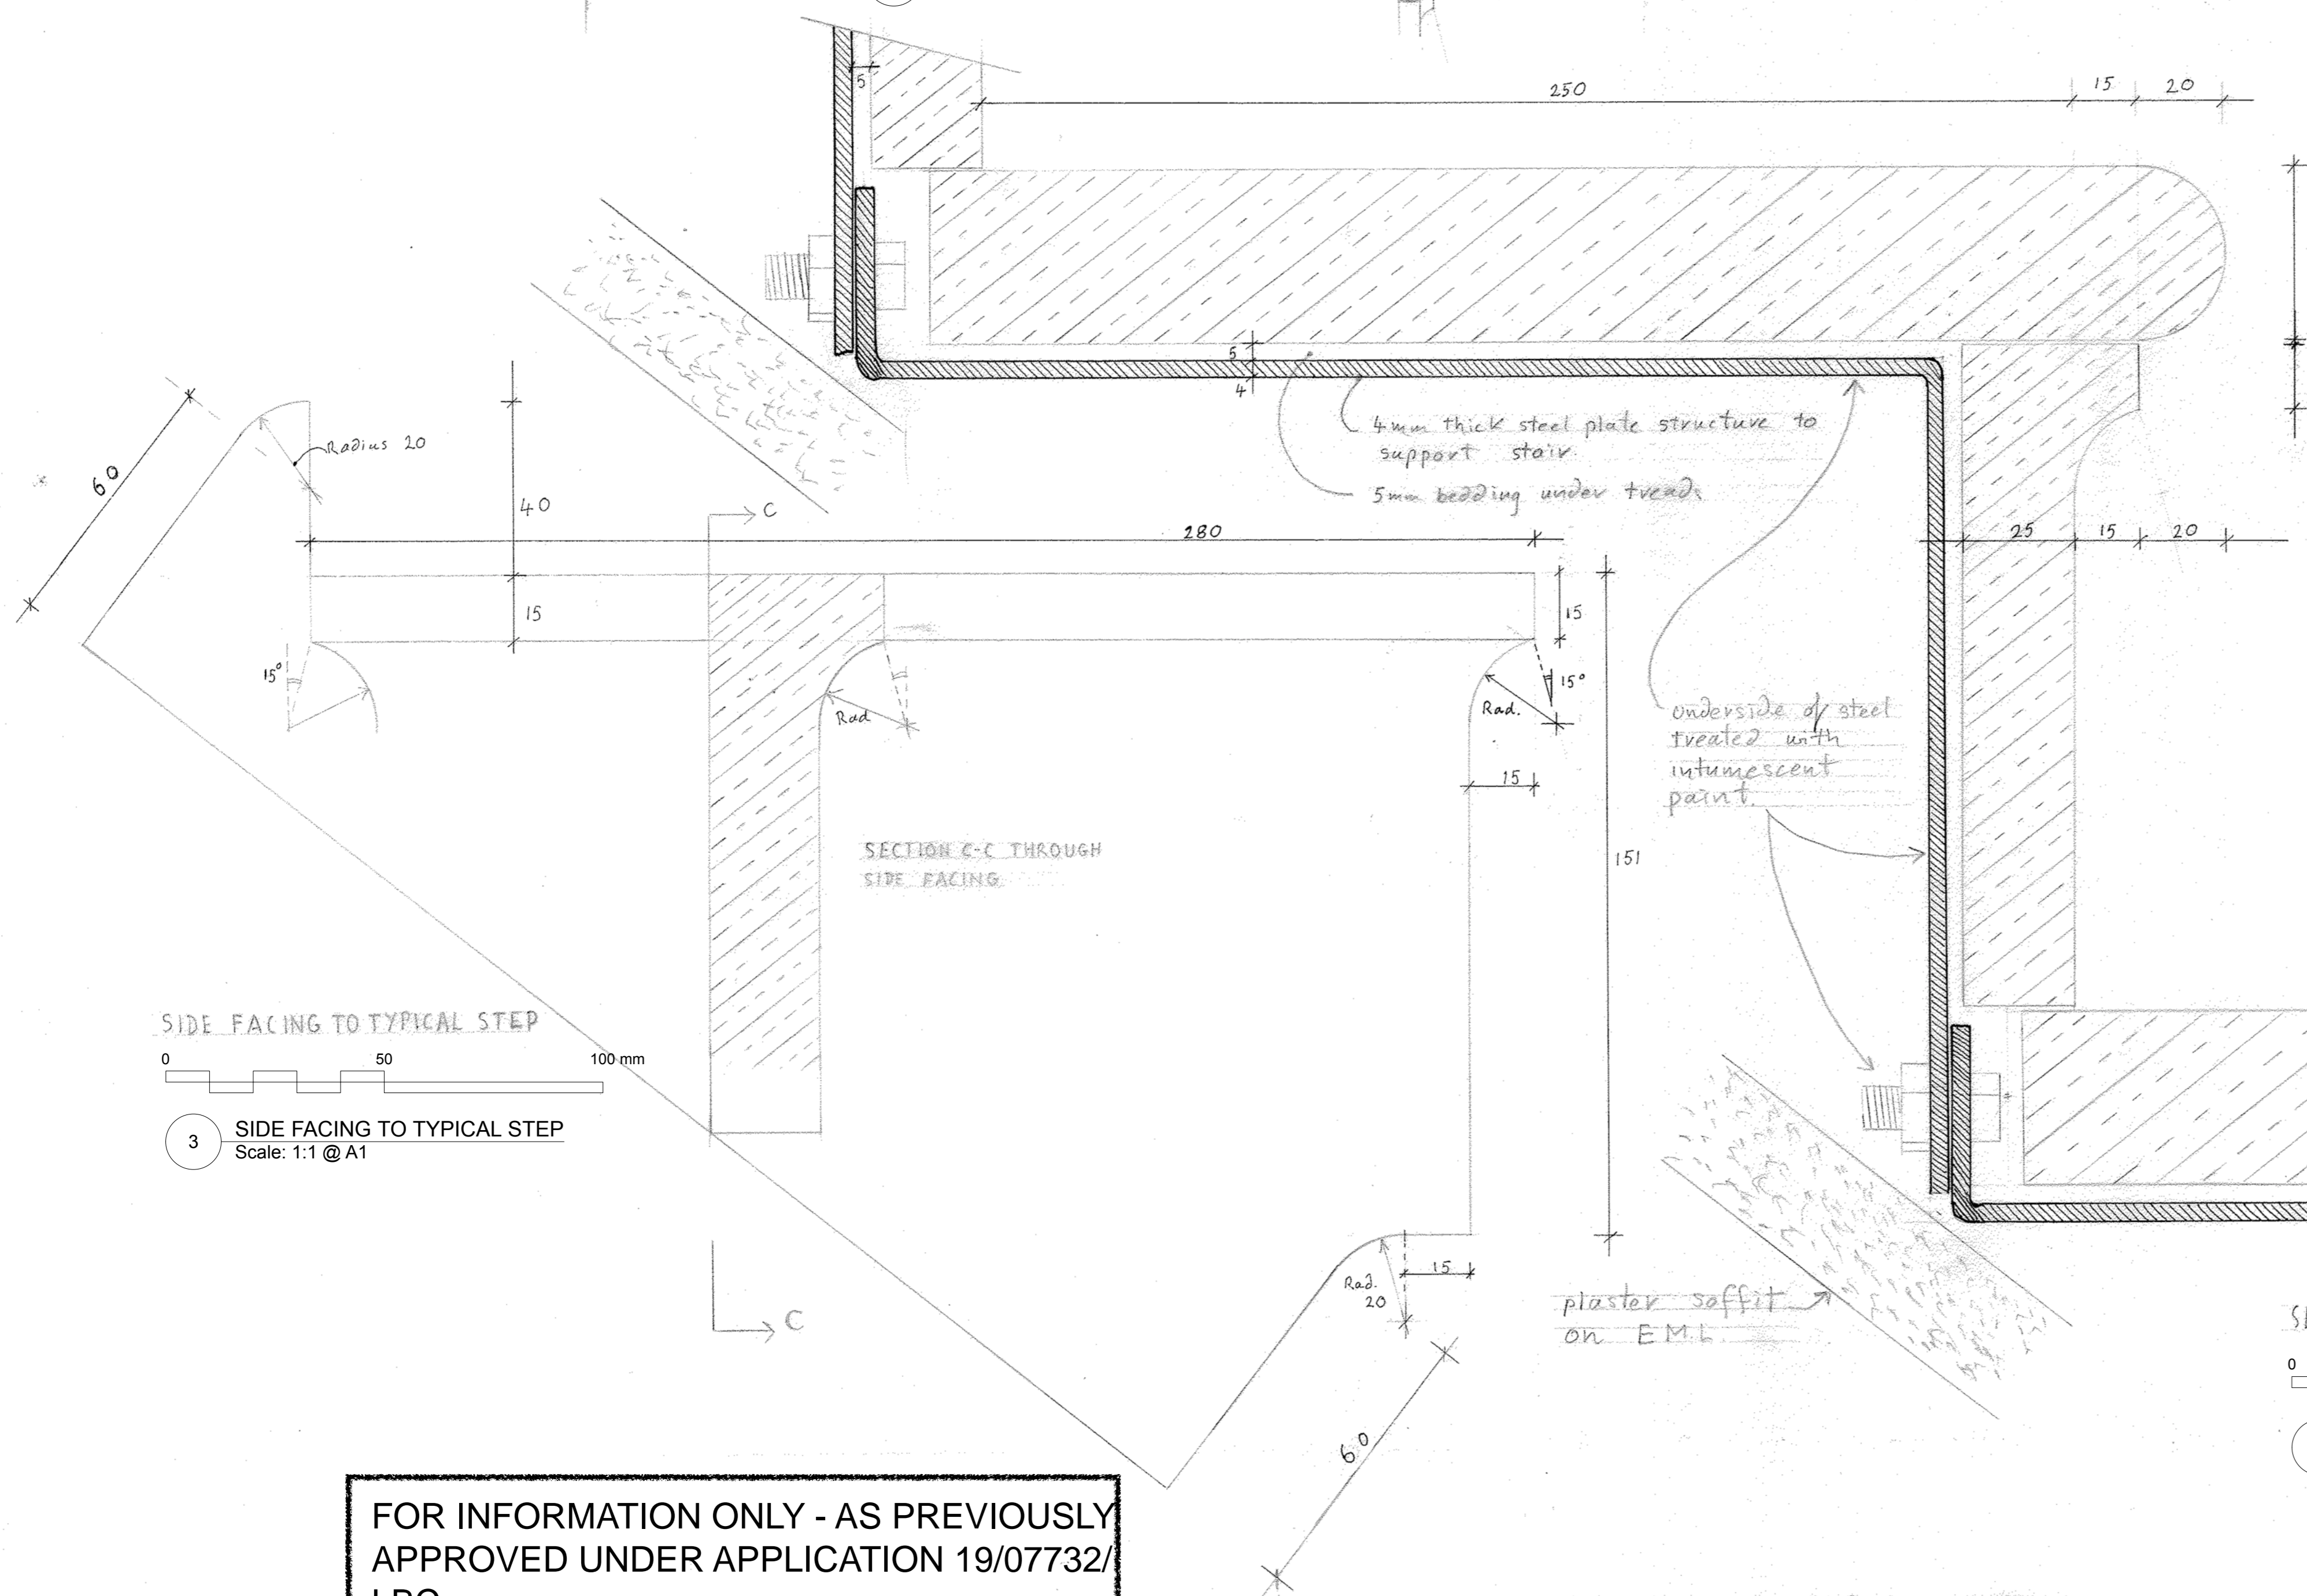 5
250
15
20
5
4
4mm thick steel plate structure to
support stair.
5mm bedding under treads
Radius 20
60
40
C
280
25
15
20
15
15
15°
15°
Rad
Rad.
15
underside of steel
treated with
intumescent
paint.
SECTION C-C THROUGH
SIDE FACING
151
SIDE FACING TO TYPICAL STEP
0
50
100 mm
3
SIDE FACING TO TYPICAL STEP
Scale: 1:1 @ A1
Rad.
20
15
plaster soffit
on E.M.L.
C
0
60
FOR INFORMATION ONLY - AS PREVIOUSLY
APPROVED UNDER APPLICATION 19/07732/